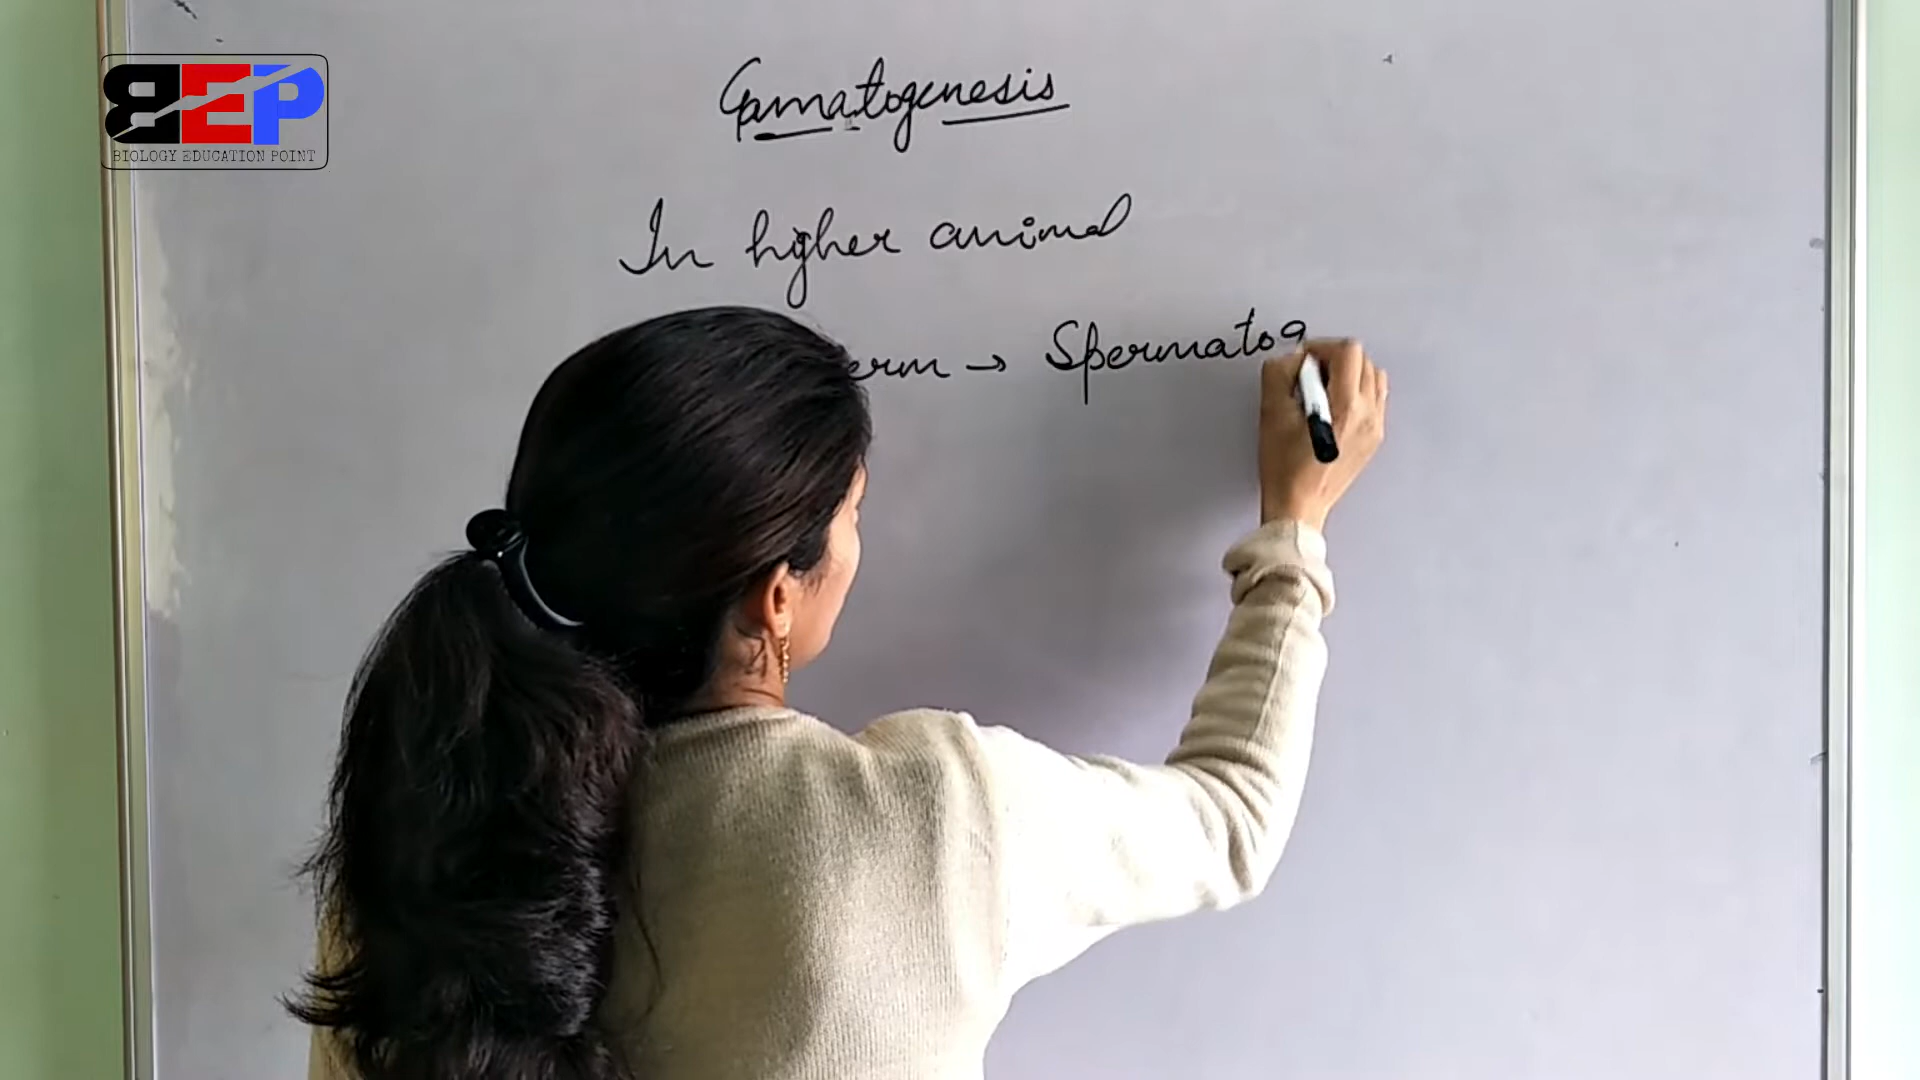 BEP
BIOLOGY EDUCATION POINT
Gamatogenesis
In higher animal
erm → Spermatog